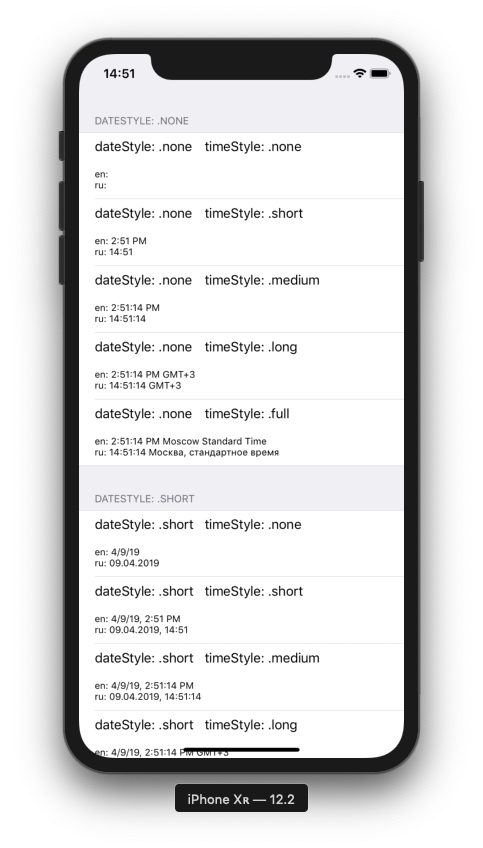 14:51
DATESTYLE: .NONE
dateStyle: .none   timeStyle: .none
en:
ru:
dateStyle: .none   timeStyle: .short
en: 2:51 PM
ru: 14:51
dateStyle: .none   timeStyle: .medium
en: 2:51:14 PM
ru: 14:51:14
dateStyle: .none   timeStyle: .long
en: 2:51:14 PM GMT+3
ru: 14:51:14 GMT+3
dateStyle: .none   timeStyle: .full
en: 2:51:14 PM Moscow Standard Time
ru: 14:51:14 Москва, стандартное время
DATESTYLE: .SHORT
dateStyle: .short   timeStyle: .none
en: 4/9/19
ru: 09.04.2019
dateStyle: .short   timeStyle: .short
en: 4/9/19, 2:51 PM
ru: 09.04.2019, 14:51
dateStyle: .short   timeStyle: .medium
en: 4/9/19, 2:51:14 PM
ru: 09.04.2019, 14:51:14
dateStyle: .short   timeStyle: .long
en: 4/9/19, 2:51:14 PM GMT+3
iPhone Xʀ — 12.2